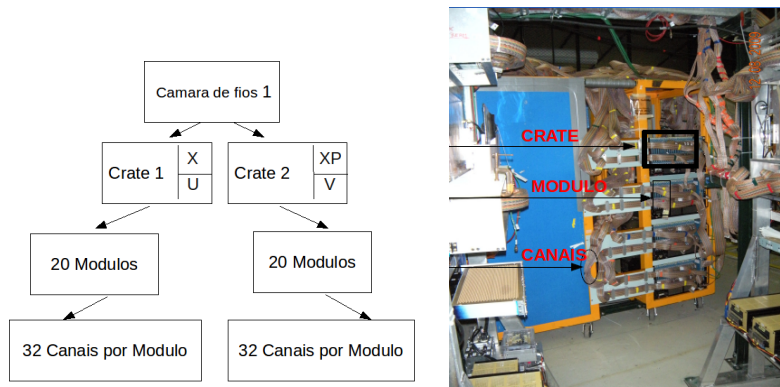 Camara de fios 1
Crate 1
X
U
Crate 2
XP
V
20 Modulos
20 Modulos
32 Canais por Modulo
32 Canais por Modulo
CRATE
MODULO
CANAIS